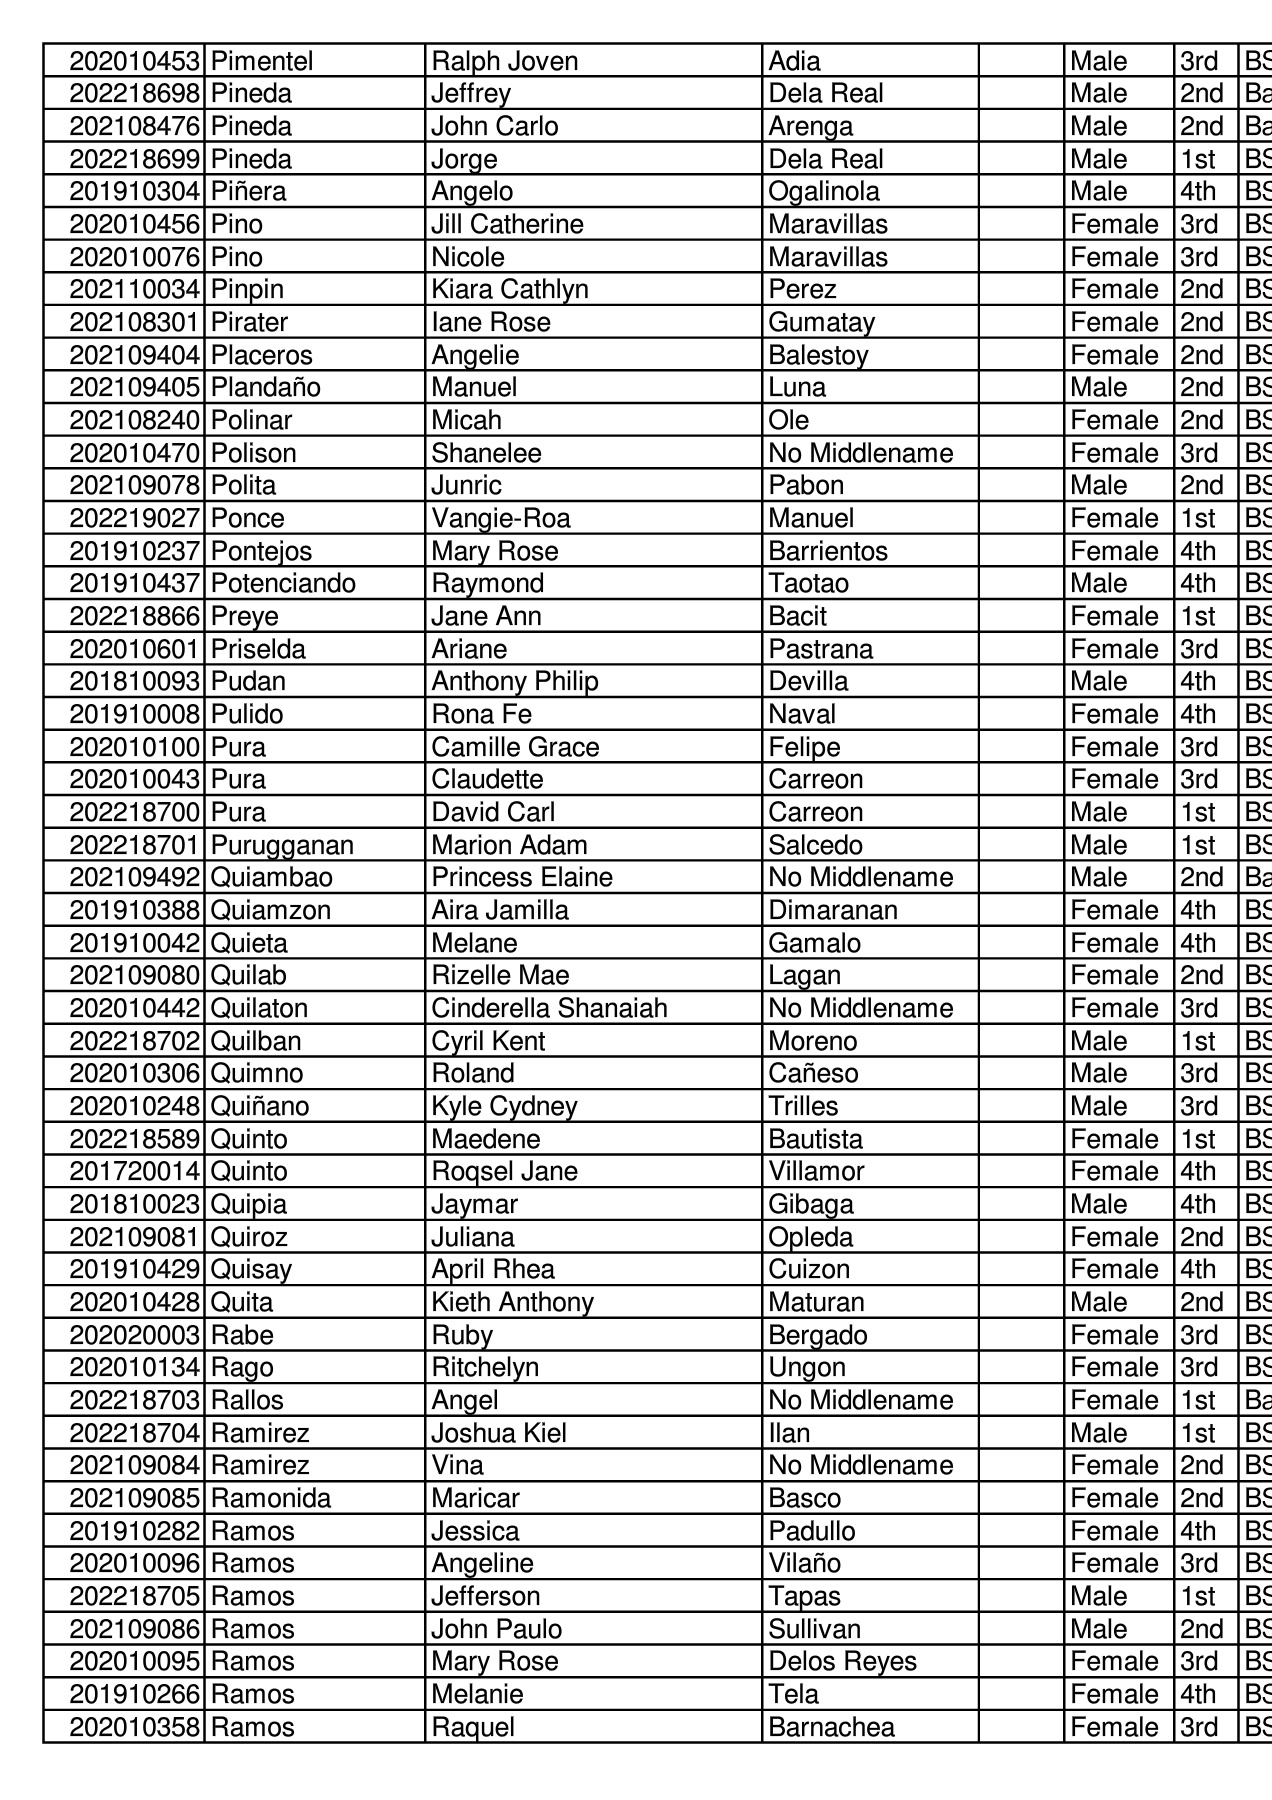 202010453 Pimentel Ralph Joven Adia Male 3rd BS
202218698 Pineda Jeffrey Dela Real Male 2nd Ba
202108476 Pineda John Carlo Arenga Male 2nd Ba
202218699 Pineda Jorge Dela Real Male 1st BS
201910304 Piñera Angelo Ogalinola Male 4th BS
202010456 Pino Jill Catherine Maravillas Female 3rd BS
202010076 Pino Nicole Maravillas Female 3rd BS
202110034 Pinpin Kiara Cathlyn Perez Female 2nd BS
202108301 Pirater Iane Rose Gumatay Female 2nd BS
202109404 Placeros Angelie Balestoy Female 2nd BS
202109405 Plandaño Manuel Luna Male 2nd BS
202108240 Polinar Micah Ole Female 2nd BS
202010470 Polison Shanelee No Middlename Female 3rd BS
202109078 Polita Junric Pabon Male 2nd BS
202219027 Ponce Vangie-Roa Manuel Female 1st BS
201910237 Pontejos Mary Rose Barrientos Female 4th BS
201910437 Potenciando Raymond Taotao Male 4th BS
202218866 Preye Jane Ann Bacit Female 1st BS
202010601 Priselda Ariane Pastrana Female 3rd BS
201810093 Pudan Anthony Philip Devilla Male 4th BS
201910008 Pulido Rona Fe Naval Female 4th BS
202010100 Pura Camille Grace Felipe Female 3rd BS
202010043 Pura Claudette Carreon Female 3rd BS
202218700 Pura David Carl Carreon Male 1st BS
202218701 Purugganan Marion Adam Salcedo Male 1st BS
202109492 Quiambao Princess Elaine No Middlename Male 2nd Ba
201910388 Quiamzon Aira Jamilla Dimaranan Female 4th BS
201910042 Quieta Melane Gamalo Female 4th BS
202109080 Quilab Rizelle Mae Lagan Female 2nd BS
202010442 Quilaton Cinderella Shanaiah No Middlename Female 3rd BS
202218702 Quilban Cyril Kent Moreno Male 1st BS
202010306 Quimno Roland Cañeso Male 3rd BS
202010248 Quiñano Kyle Cydney Trilles Male 3rd BS
202218589 Quinto Maedene Bautista Female 1st BS
201720014 Quinto Roqsel Jane Villamor Female 4th BS
201810023 Quipia Jaymar Gibaga Male 4th BS
202109081 Quiroz Juliana Opleda Female 2nd BS
201910429 Quisay April Rhea Cuizon Female 4th BS
202010428 Quita Kieth Anthony Maturan Male 2nd BS
202020003 Rabe Ruby Bergado Female 3rd BS
202010134 Rago Ritchelyn Ungon Female 3rd BS
202218703 Rallos Angel No Middlename Female 1st Ba
202218704 Ramirez Joshua Kiel Ilan Male 1st BS
202109084 Ramirez Vina No Middlename Female 2nd BS
202109085 Ramonida Maricar Basco Female 2nd BS
201910282 Ramos Jessica Padullo Female 4th BS
202010096 Ramos Angeline Vilaño Female 3rd BS
202218705 Ramos Jefferson Tapas Male 1st BS
202109086 Ramos John Paulo Sullivan Male 2nd BS
202010095 Ramos Mary Rose Delos Reyes Female 3rd BS
201910266 Ramos Melanie Tela Female 4th BS
202010358 Ramos Raquel Barnachea Female 3rd BS